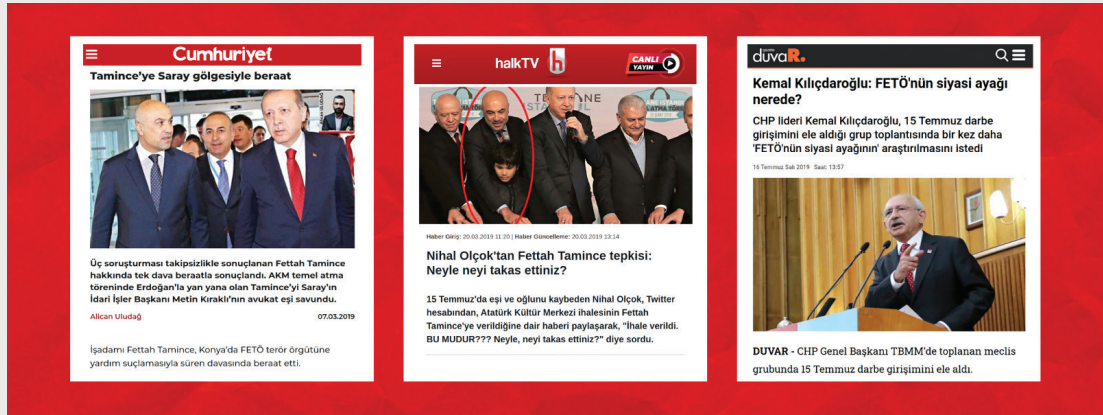 Cumhuriyet
Tamince'ye Saray gölgesiyle beraat
Üç soruşturması takipsizlikle sonuçlanan Fettah Tamince
hakkında tek dava beraatla sonuçlandı. AKM temel atma
töreninde Erdoğan'la yan yana olan Tamince'yi Saray'ın
İdari İşler Başkanı Metin Kıraklı'nın avukat eşi savundu.
Alican Uludağ
07.03.2019
İşadamı Fettah Tamince, Konya'da FETÖ terör örgütüne
yardım suçlamasıyla süren davasında beraat etti.
halkTV h
CANLI
YAYIN
Haber Giriş: 20.03.2019 11:20 | Haber Güncelleme: 20.03.2019 13:14
Nihal Olçok'tan Fettah Tamince tepkisi:
Neyle neyi takas ettiniz?
15 Temmuz'da eşi ve oğlunu kaybeden Nihal Olçok, Twitter
hesabından, Atatürk Kültür Merkezi ihalesinin Fettah
Tamince'ye verildiğine dair haberi paylaşarak, "İhale verildi.
BU MUDUR??? Neyle, neyi takas ettiniz?" diye sordu.
gazete
duvaR.
Kemal Kılıçdaroğlu: FETÖ'nün siyasi ayağı
nerede?
CHP lideri Kemal Kılıçdaroğlu, 15 Temmuz darbe
girişimini ele aldığı grup toplantısında bir kez daha
'FETÖ'nün siyasi ayağının' araştırılmasını istedi
16 Temmuz Salı 2019 Saat: 13:57
DUVAR - CHP Genel Başkanı TBMM'de toplanan meclis
grubunda 15 Temmuz darbe girişimini ele aldı.